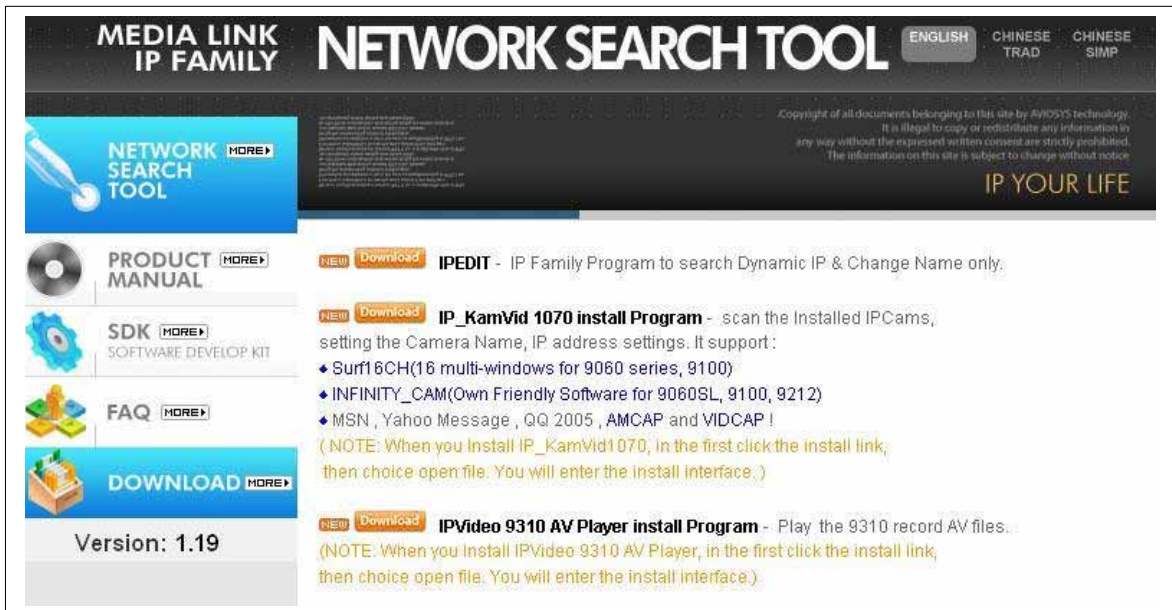 MEDIA LINK
IP FAMILY
NETWORK SEARCH TOOL
ENGLISH
CHINESE
TRAD
CHINESE
SIMP
Copyright of all documents belonging to this site by AVIOSYS technology.
It is illegal to copy or redistribute any information in
any way without the expressed written consent are strictly prohibited.
The information on this site is subject to change without notice
IP YOUR LIFE
NETWORK MORE
SEARCH
TOOL
PRODUCT MORE
MANUAL
SDK MORE
SOFTWARE DEVELOP KIT
FAQ MORE
DOWNLOAD MORE
Version: 1.19
NEW Download IPEDIT - IP Family Program to search Dynamic IP & Change Name only.
NEW Download IP_KamVid 1070 install Program - scan the Installed IPCams,
setting the Camera Name, IP address settings. It support :
Surf16CH(16 multi-windows for 9060 series, 9100)
INFINITY_CAM(Own Friendly Software for 9060SL, 9100, 9212)
MSN , Yahoo Message , QQ 2005 , AMCAP and VIDCAP !
( NOTE: When you Install IP_KamVid1070, in the first click the install link,
then choice open file. You will enter the install interface. )
NEW Download IPVideo 9310 AV Player install Program - Play the 9310 record AV files.
(NOTE: When you Install IPVideo 9310 AV Player, in the first click the install link,
then choice open file. You will enter the install interface.)